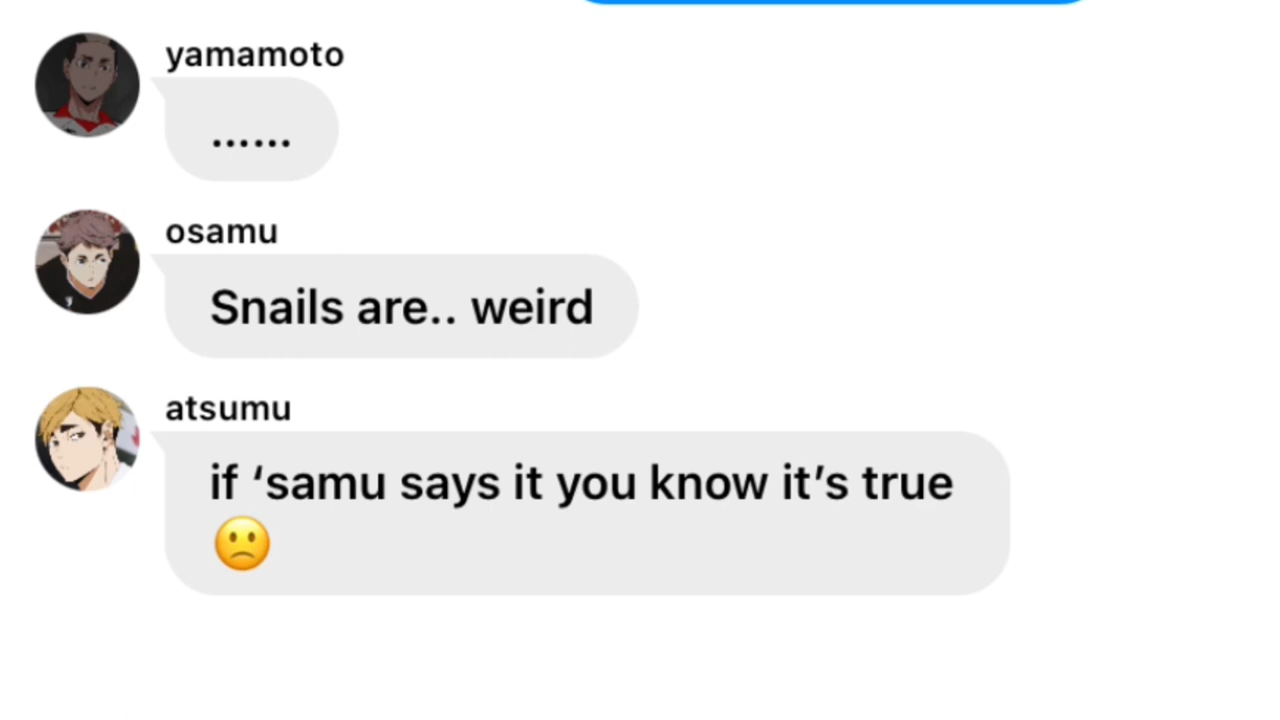 yamamoto
......
osamu
Snails are.. weird
atsumu
if ‘samu says it you know it’s true
🙁